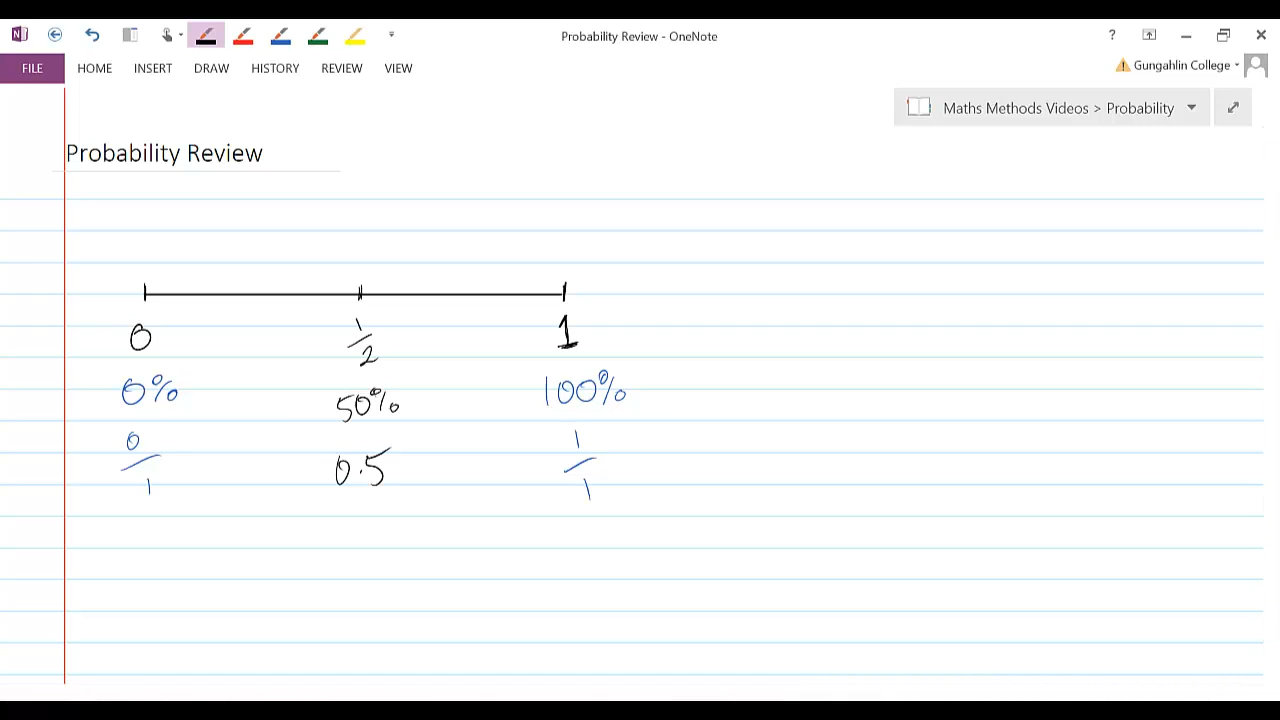 Probability Review - OneNote
?
FILE HOME INSERT DRAW HISTORY REVIEW VIEW
Gungahlin College
Maths Methods Videos > Probability
Probability Review
0 1/2 1
0% 50% 100%
0/1 0.5 1/1